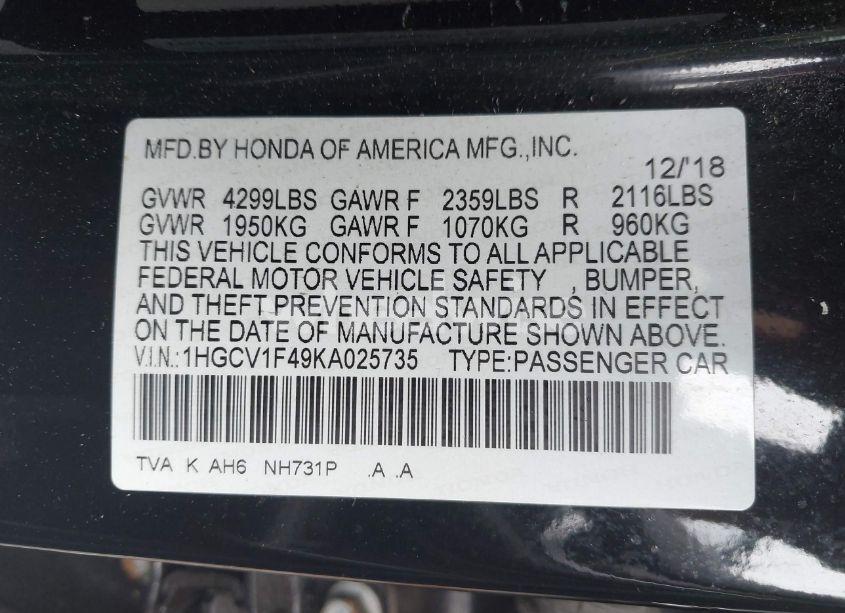 MFD.BY HONDA OF AMERICA MFG.,INC.
12/'18
GVWR 4299LBS GAWR F 2359LBS R 2116LBS
GVWR 1950KG GAWR F 1070KG R 960KG
THIS VEHICLE CONFORMS TO ALL APPLICABLE
FEDERAL MOTOR VEHICLE SAFETY , BUMPER,
AND THEFT PREVENTION STANDARDS IN EFFECT
ON THE DATE OF MANUFACTURE SHOWN ABOVE.
V.I.N.:1HGCV1F49KA025735 TYPE:PASSENGER CAR
TVA K AH6 NH731P .A .A